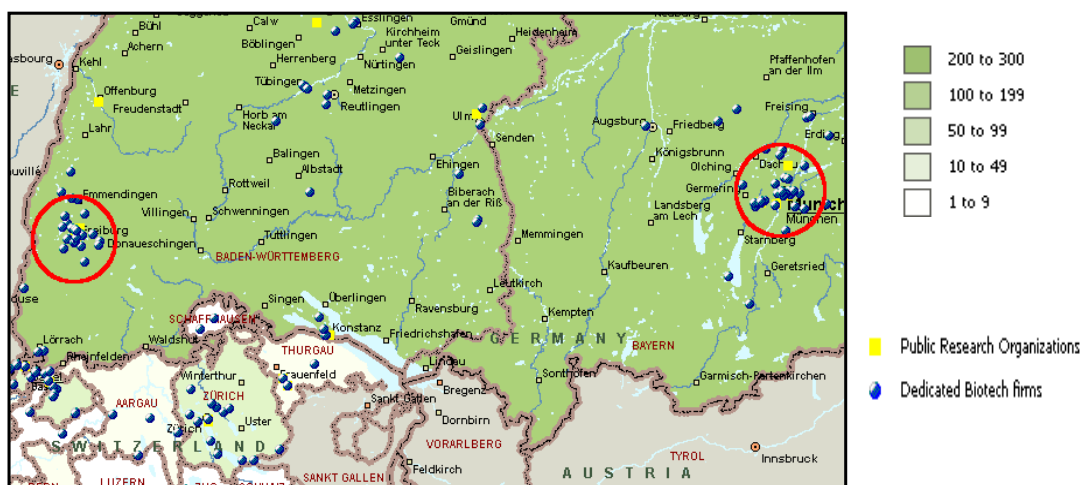 Bühl
Calw
Esslingen
Gmünd
Neuburg
Achern
Böblingen
Kirchheim
unter Teck
Heidenheim
Geislingen
Kehl
Herrenberg
Nürtingen
Pfaffenhofen
an der Ilm
Offenburg
Tübingen
Metzingen
Reutlingen
Freudenstadt
Horb am
Neckar
Ulm
Augsburg
Friedberg
Freising
Erding
Lahr
Senden
Königsbrunn
Olching
Dachau
Balingen
Albstadt
Ehingen
Emmendingen
Rottweil
Germering
Biberach
an der Riß
Landsberg
am Lech
Munich
München
Villingen
Schwenningen
Freiburg
Donaueschingen
Tuttlingen
Memmingen
Starnberg
BADEN-WÜRTTEMBERG
Kaufbeuren
Geretsried
Leutkirch
Singen
Überlingen
Ravensburg
Kempten
SCHAFFHAUSEN
Konstanz
Friedrichshafen
GERMANY
BAYERN
Lörrach
Waldshut
Rheinfelden
THURGAU
Lindau
Winterthur
Frauenfeld
Bregenz
Sonthofen
Garmisch-Partenkirchen
AARGAU
ZÜRICH
Sankt Gallen
Dornbirn
Zürich
Uster
SWITZERLAND
VORARLBERG
TYROL
Innsbruck
Feldkirch
AUSTRIA
LUZERN
SANKT GALLEN
200 to 300
100 to 199
50 to 99
10 to 49
1 to 9
Public Research Organizations
Dedicated Biotech firms